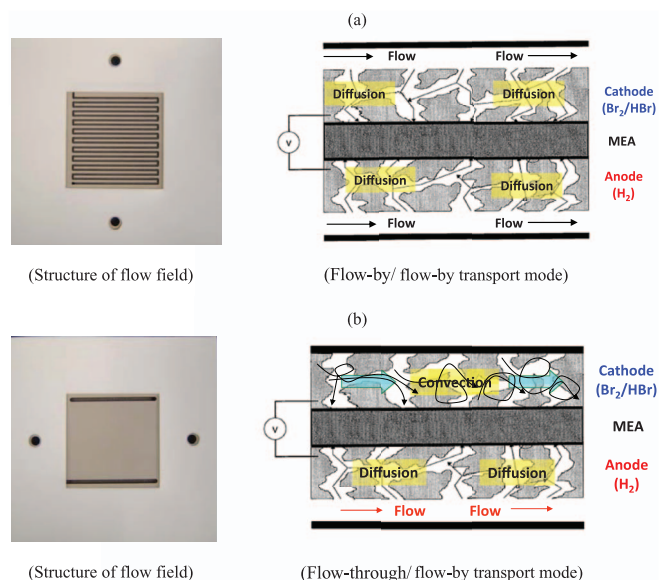 (a)
Flow Flow
Diffusion Diffusion
Cathode
(Br₂/HBr)
V
MEA
Diffusion Diffusion
Anode
(H₂)
Flow Flow
(Structure of flow field) (Flow-by/ flow-by transport mode)
(b)
Convection
Cathode
(Br₂/HBr)
V
MEA
Diffusion Diffusion
Anode
(H₂)
Flow Flow
(Structure of flow field) (Flow-through/ flow-by transport mode)